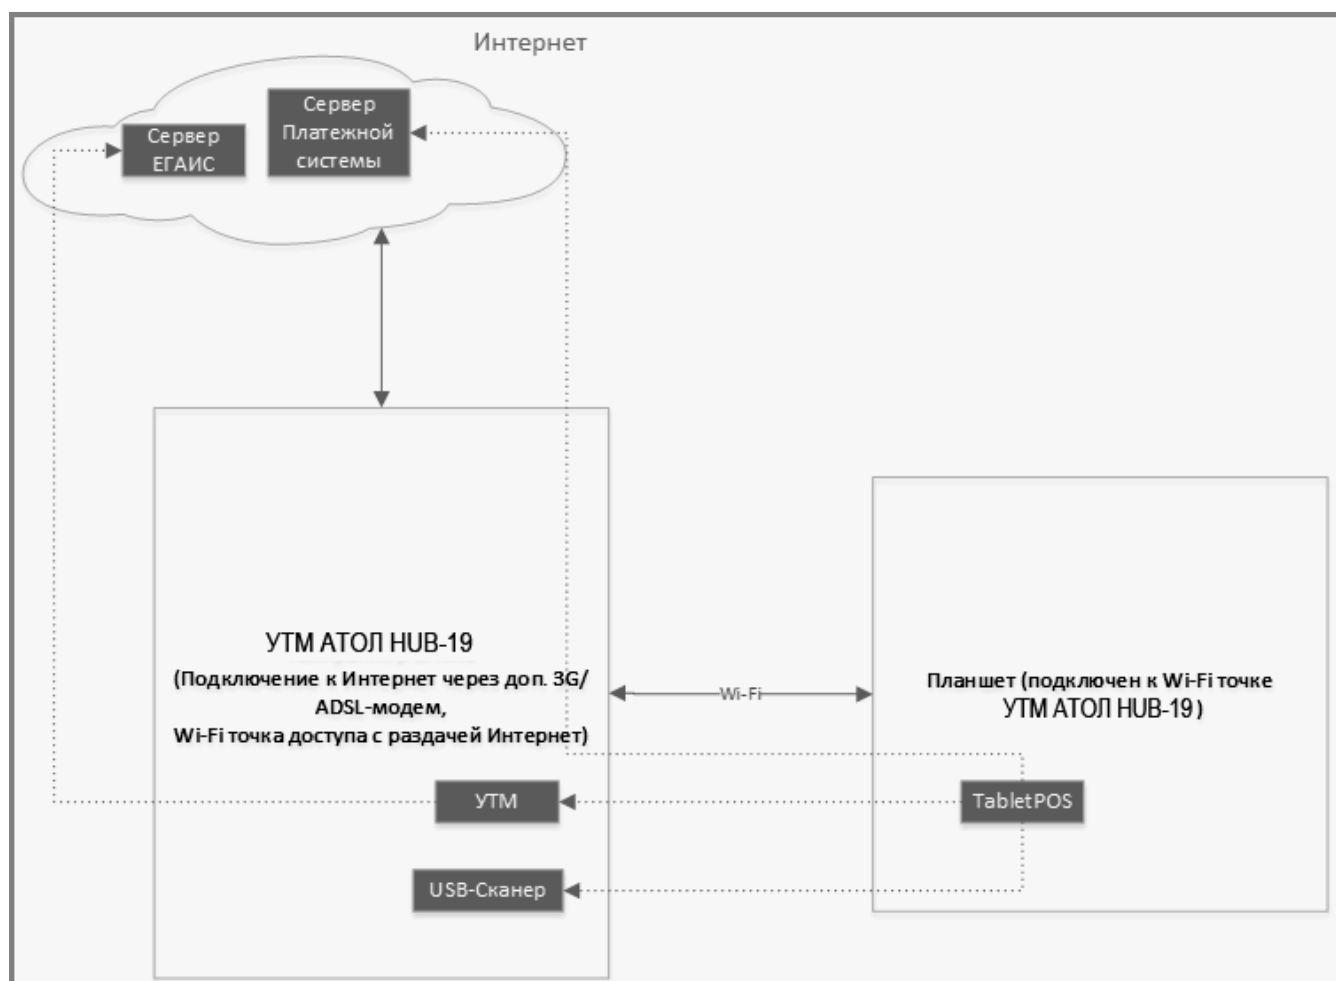 Интернет
Сервер
Платежной
системы
Сервер
ЕГАИС
УТМ АТОЛ HUB-19
(Подключение к Интернет через доп. 3G/
ADSL-модем,
Wi-Fi точка доступа с раздачей Интернет)
Wi-Fi
Планшет (подключен к Wi-Fi точке
УТМ АТОЛ HUB-19 )
УТМ
TabletPOS
USB-Сканер